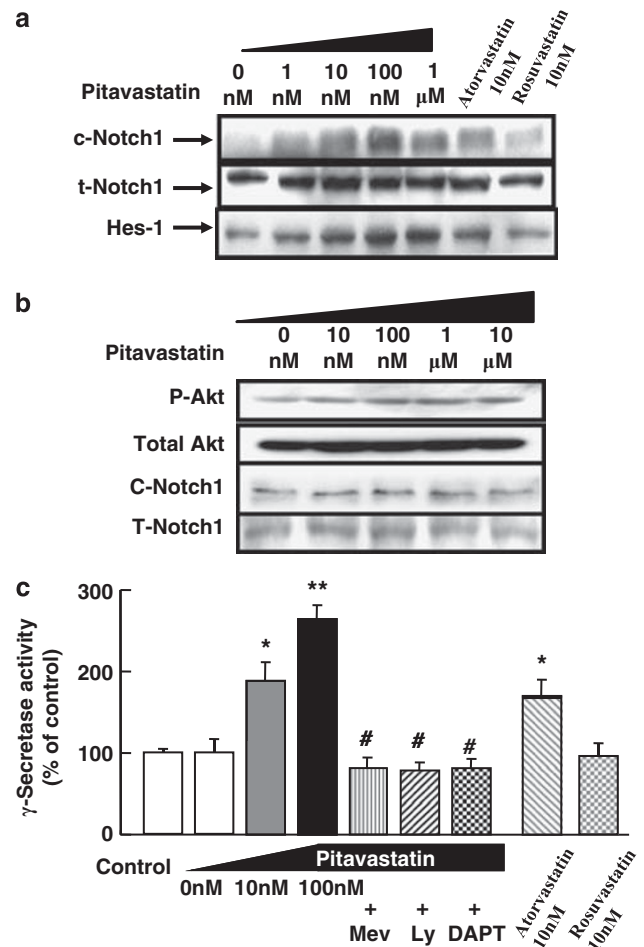 a
0 1 10 100 1
Pitavastatin nM nM nM nM μM
Atorvastatin 10nM
Rosuvastatin 10nM
c-Notch1
t-Notch1
Hes-1
b
0 10 100 1 10
Pitavastatin nM nM nM μM μM
P-Akt
Total Akt
C-Notch1
T-Notch1
c
γ-Secretase activity
(% of control)
300
200
100
0
* ** # # # *
Control Pitavastatin
0nM 10nM 100nM
+ + +
Mev Ly DAPT
Atorvastatin 10nM
Rosuvastatin 10nM